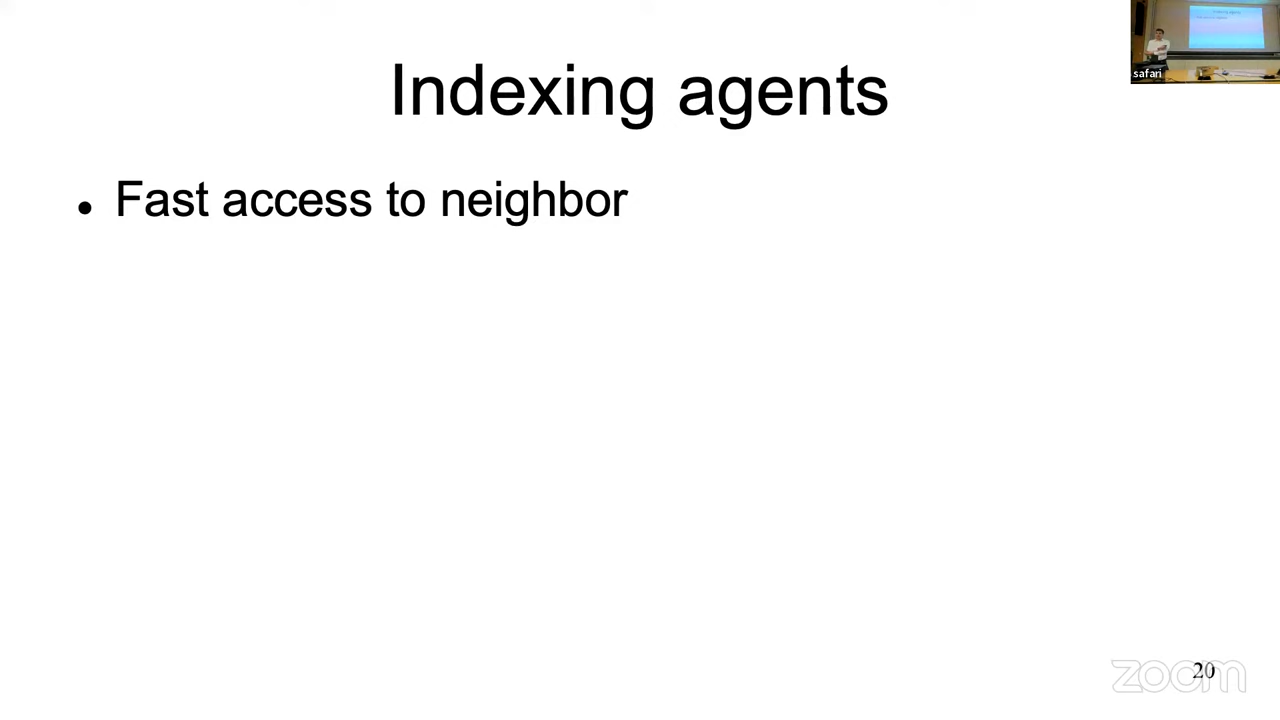 Indexing agents
safari
• Fast access to neighbor
20
zoom